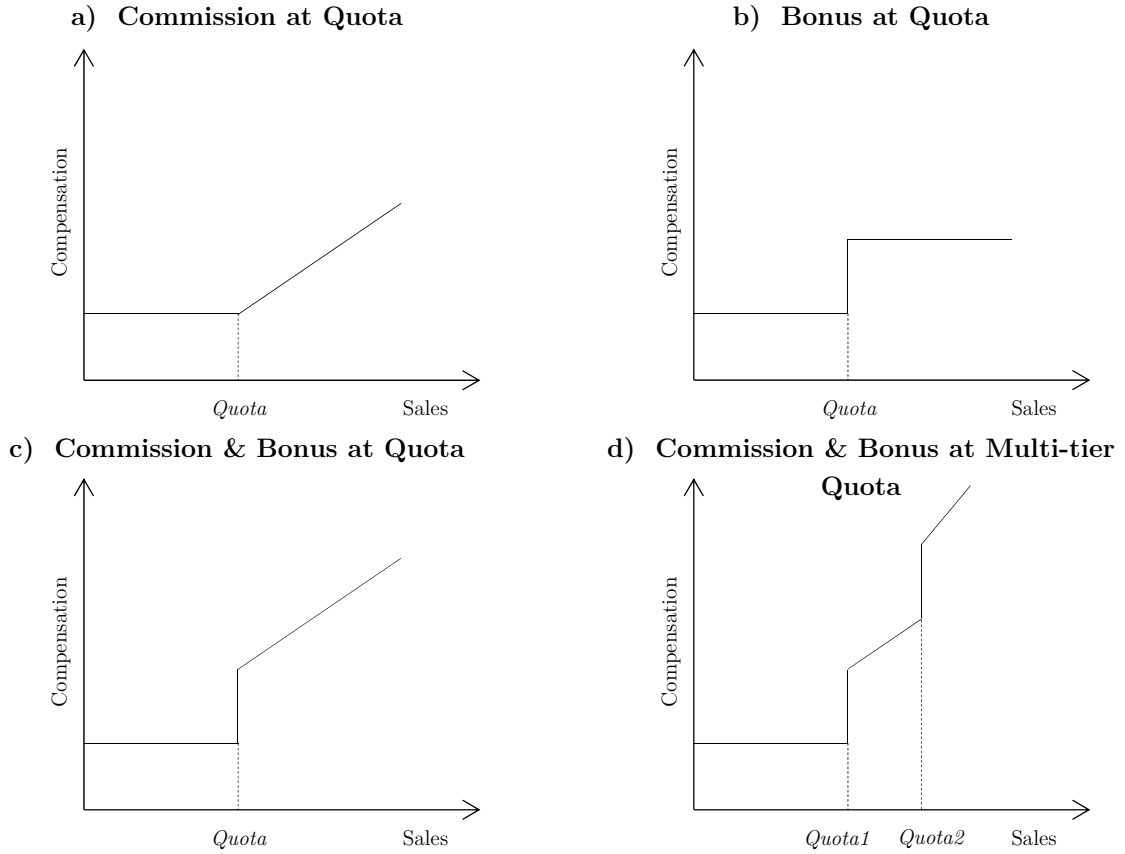 a) Commission at Quota
Compensation
Quota
Sales
b) Bonus at Quota
Compensation
Quota
Sales
c) Commission & Bonus at Quota
Compensation
Quota
Sales
d) Commission & Bonus at Multi-tier
Quota
Compensation
Quota1
Quota2
Sales